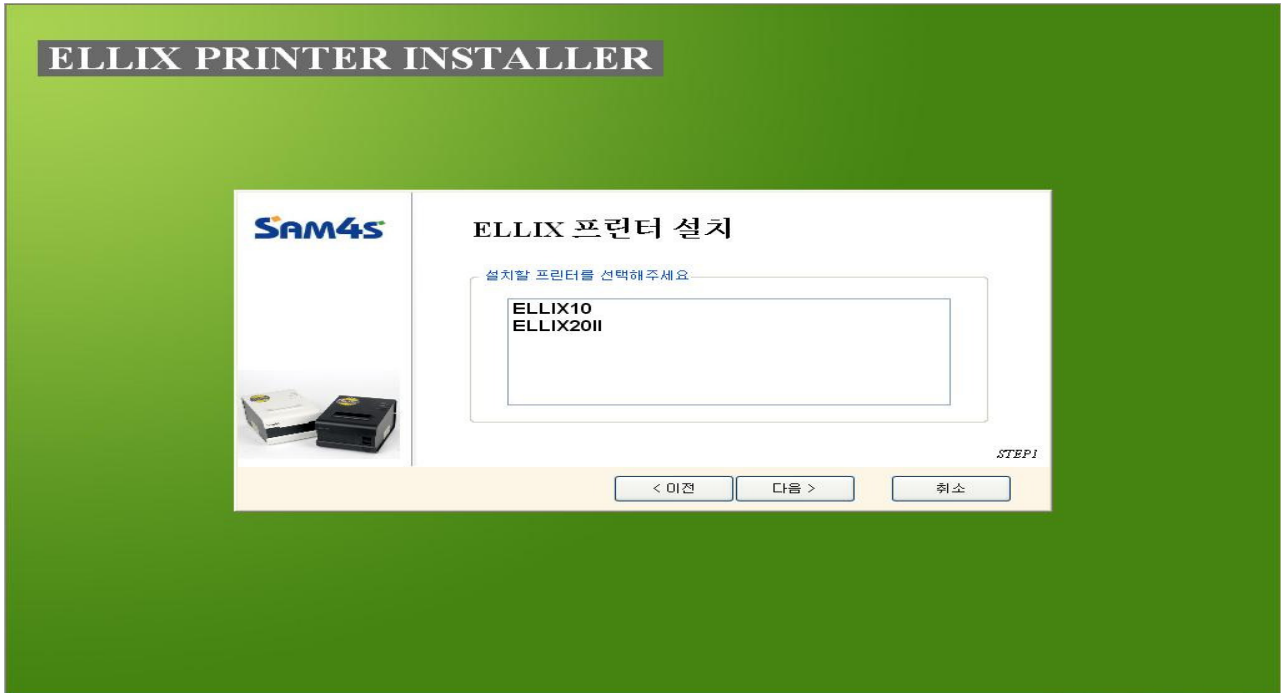 ELLIX PRINTER INSTALLER
SAM4S
ELLIX 프린터 설치
설치할 프린터를 선택해주세요
ELLIX10
ELLIX20II
STEP1
< 이전
다음 >
취소